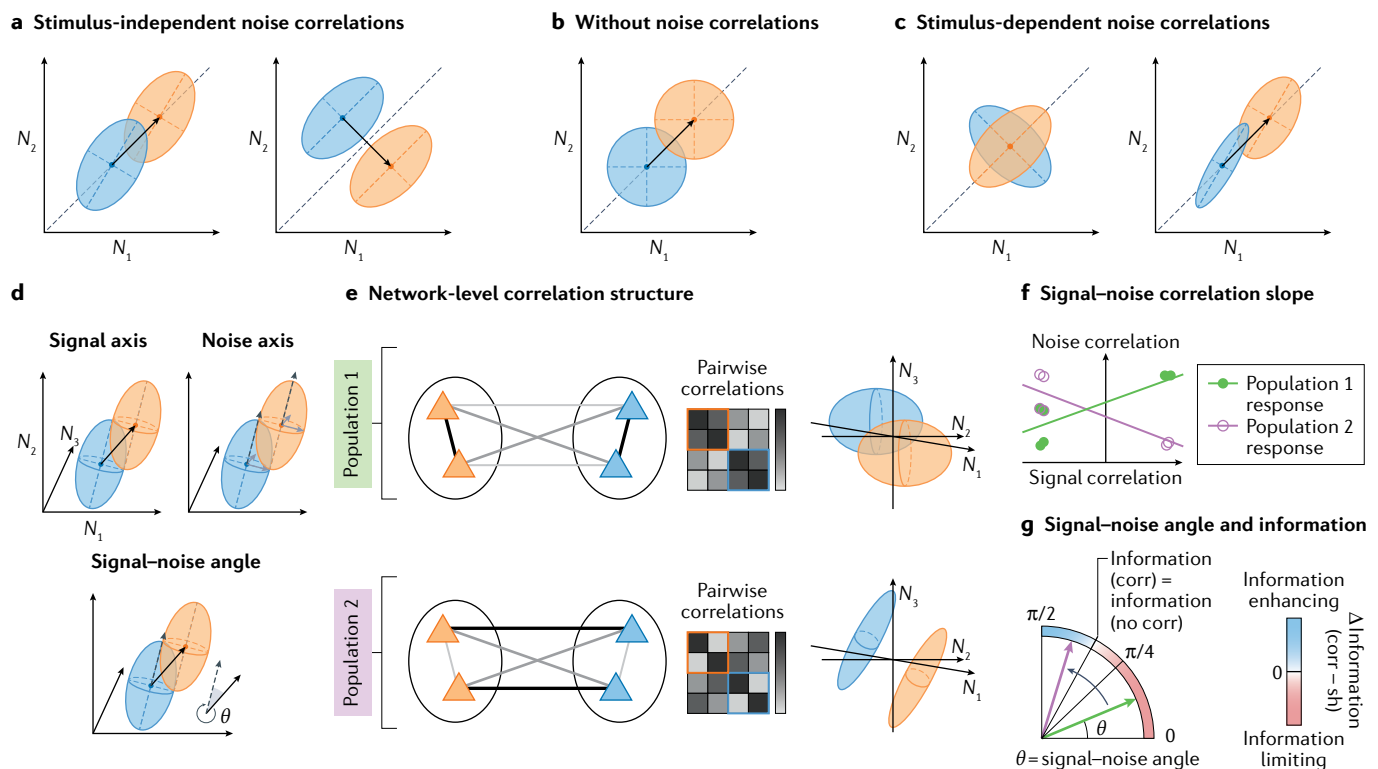 a Stimulus-independent noise correlations
N2
N1
N2
N1
b Without noise correlations
N2
N1
c Stimulus-dependent noise correlations
N2
N1
N2
N1
d
Signal axis
N2
N3
N1
Noise axis
Signal–noise angle
θ
e Network-level correlation structure
Population 1
Pairwise
correlations
N3
N2
N1
Population 2
Pairwise
correlations
N3
N2
N1
f Signal–noise correlation slope
Noise correlation
Signal correlation
Population 1
response
Population 2
response
g Signal–noise angle and information
Information
(corr) =
information
(no corr)
π/2
π/4
θ
0
θ = signal–noise angle
Information
enhancing
0
Information
limiting
Δ Information
(corr – sh)